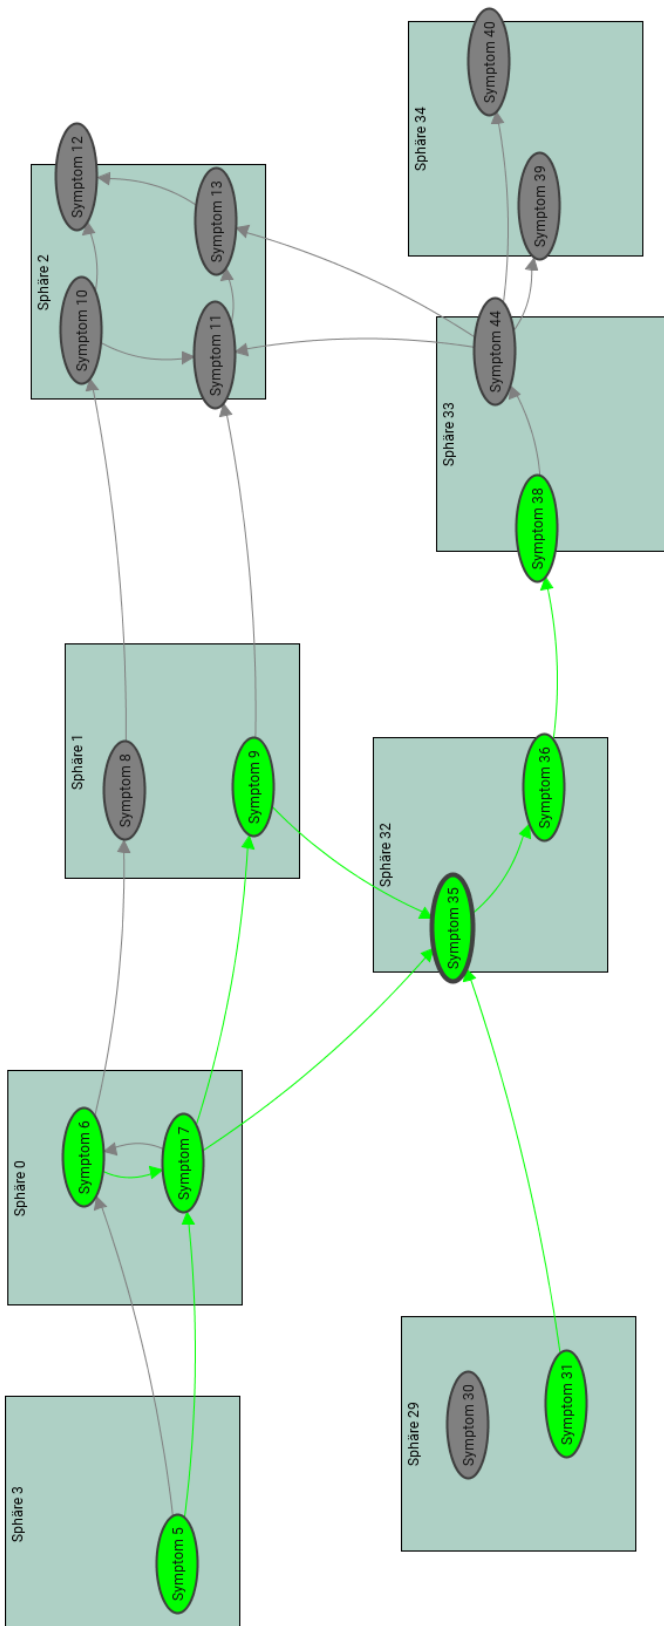 Sphäre 3
Symptom 5
Sphäre 0
Symptom 6
Symptom 7
Sphäre 1
Symptom 8
Symptom 9
Sphäre 2
Symptom 10
Symptom 11
Symptom 12
Symptom 13
Sphäre 29
Symptom 30
Symptom 31
Sphäre 32
Symptom 35
Symptom 36
Sphäre 33
Symptom 38
Symptom 44
Sphäre 34
Symptom 39
Symptom 40